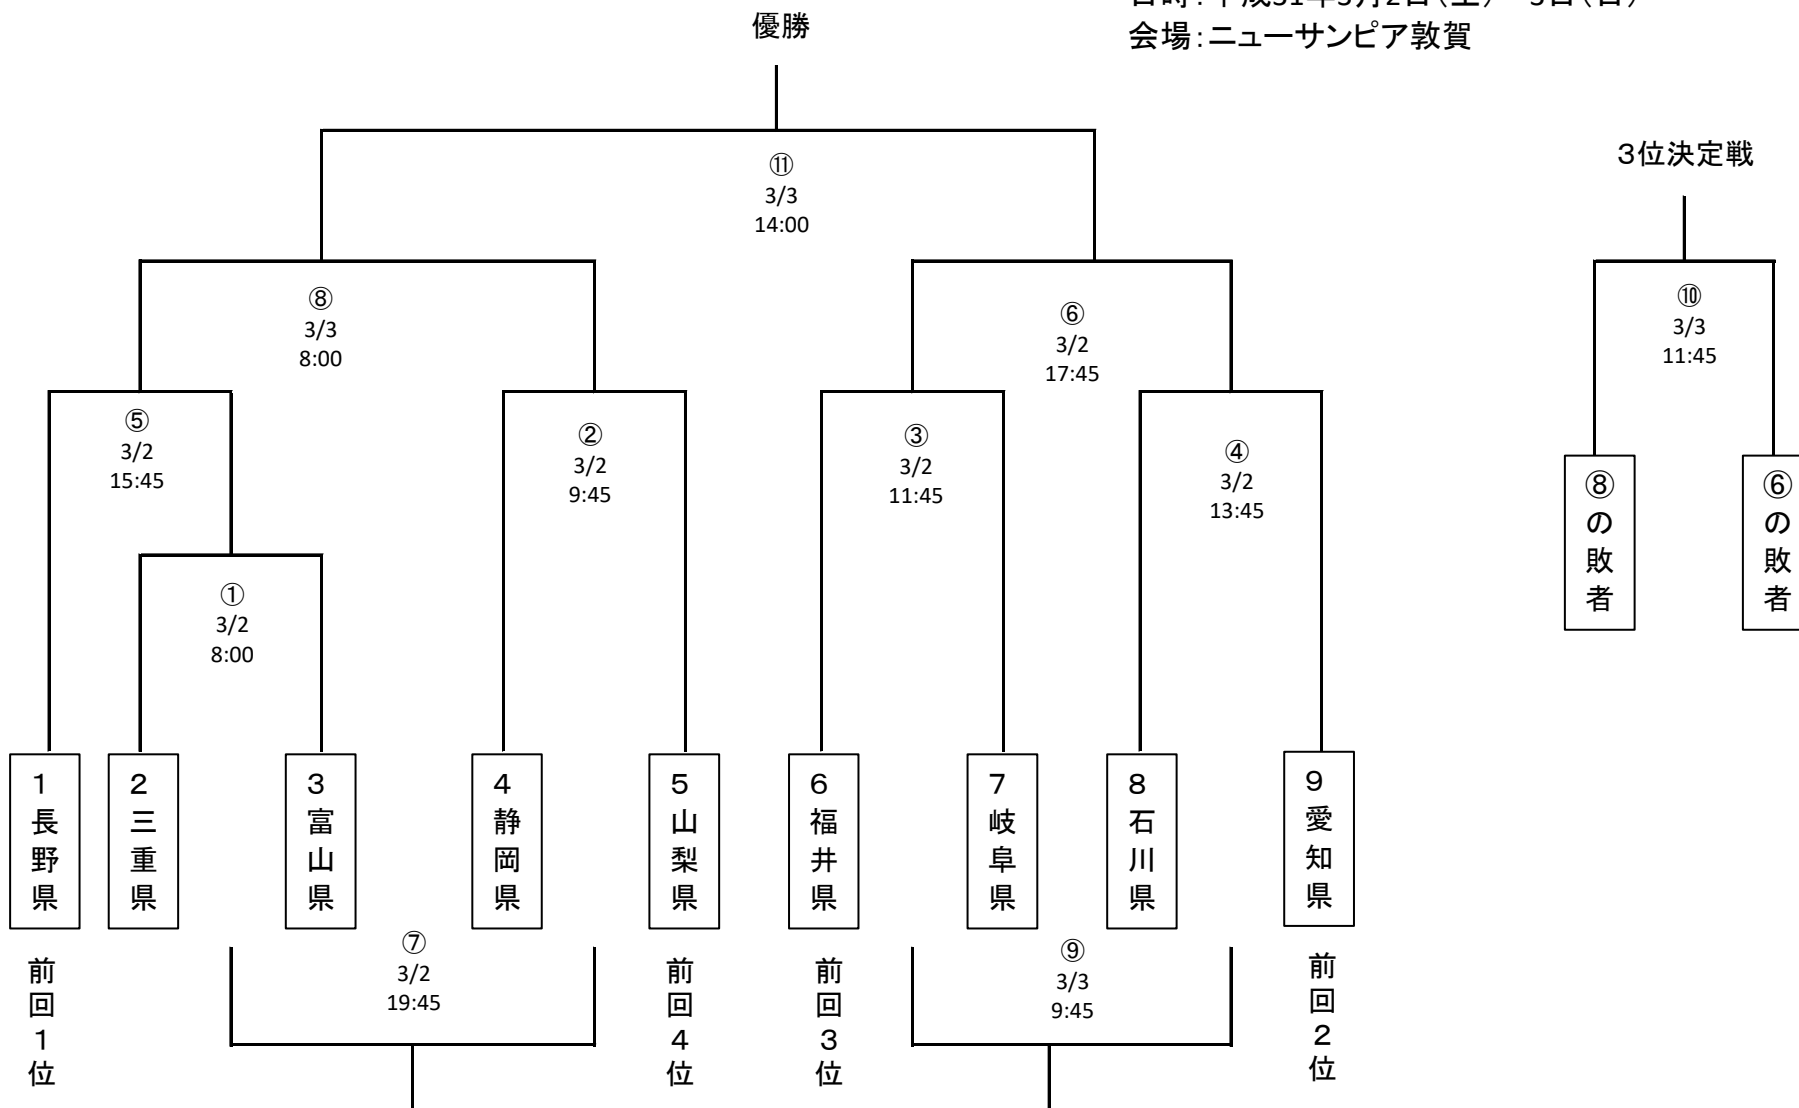 優勝
会場：ニューサンピア敦賀
3位決定戦
⑪
3/3
14:00
⑧
3/3
8:00
⑥
3/2
17:45
⑩
3/3
11:45
⑤
3/2
15:45
②
3/2
9:45
③
3/2
11:45
④
3/2
13:45
⑧の敗者
⑥の敗者
①
3/2
8:00
1長野県
2三重県
3富山県
4静岡県
5山梨県
6福井県
7岐阜県
8石川県
9愛知県
⑦
3/2
19:45
⑨
3/3
9:45
前回1位
前回4位
前回3位
前回2位